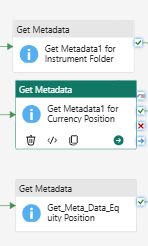 Get Metadata
Get Metadata1 for
Instrument Folder
Get Metadata
Get Metadata1 for
Currency Position
Get Metadata
Get_Meta_Data_Eq
uity Position